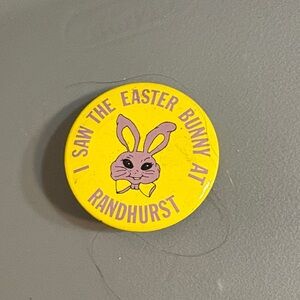 I SAW THE EASTER BUNNY AT
RANDHURST